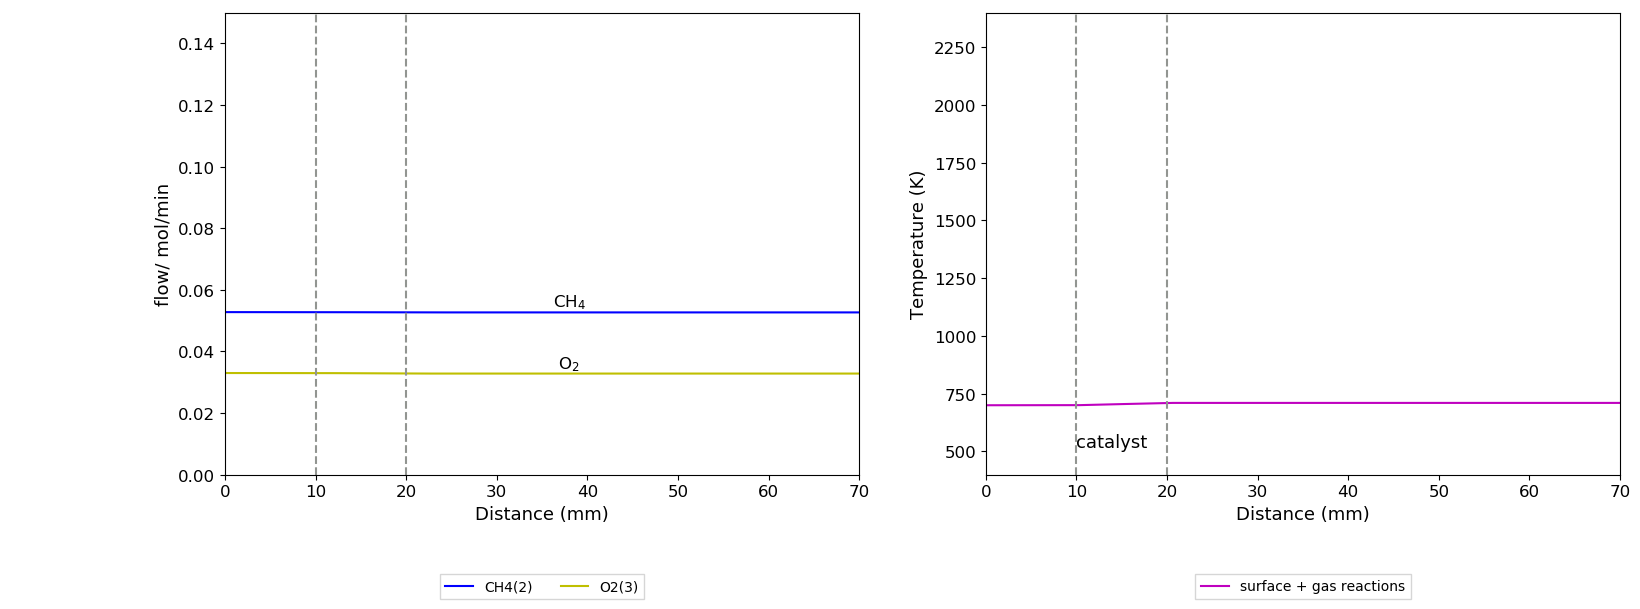 0.14
0.12
0.10
0.08
0.06
0.04
0.02
0.00
flow/ mol/min
CH₄
O₂
0 10 20 30 40 50 60 70
Distance (mm)
CH4(2) O2(3)
2250
2000
1750
1500
1250
1000
750
500
Temperature (K)
catalyst
0 10 20 30 40 50 60 70
Distance (mm)
surface + gas reactions